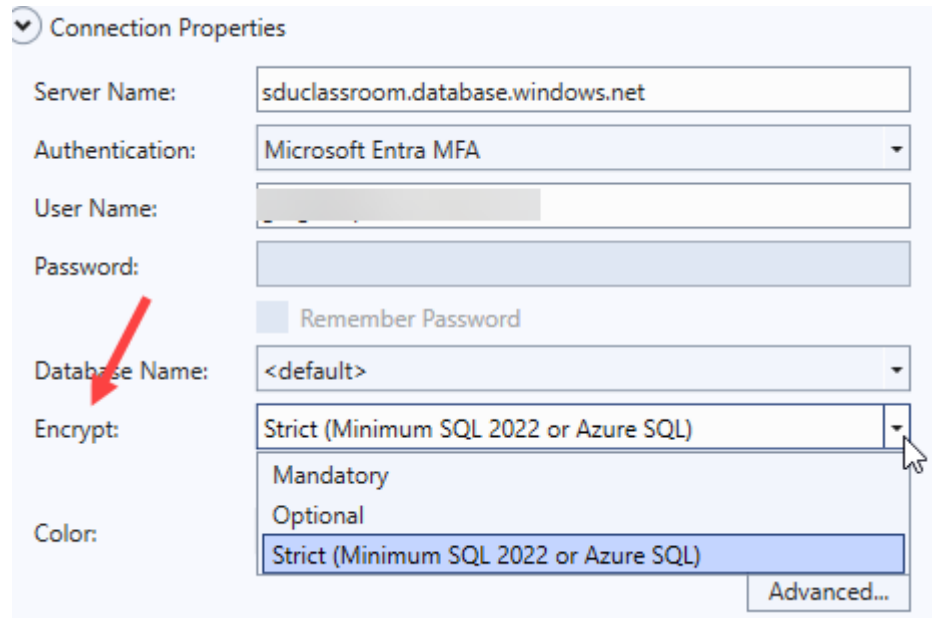 Connection Properties
Server Name: sduclassroom.database.windows.net
Authentication: Microsoft Entra MFA
User Name:
Password:
Remember Password
Database Name: <default>
Encrypt: Strict (Minimum SQL 2022 or Azure SQL)
Mandatory
Optional
Color:
Strict (Minimum SQL 2022 or Azure SQL)
Advanced...